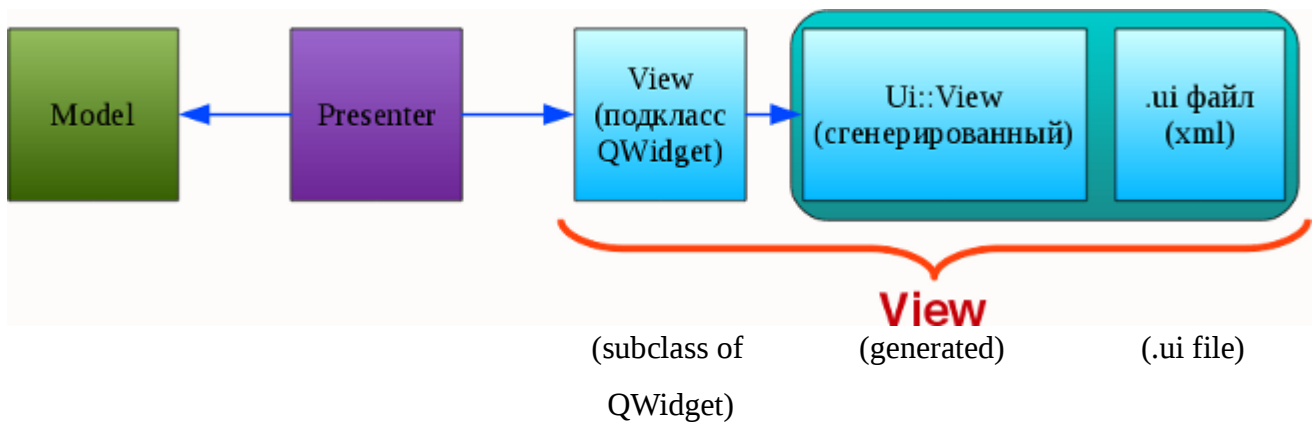 Model
Presenter
View
(подкласс
QWidget)
Ui::View
(сгенерированный)
.ui файл
(xml)
View
(subclass of
QWidget)
(generated)
(.ui file)